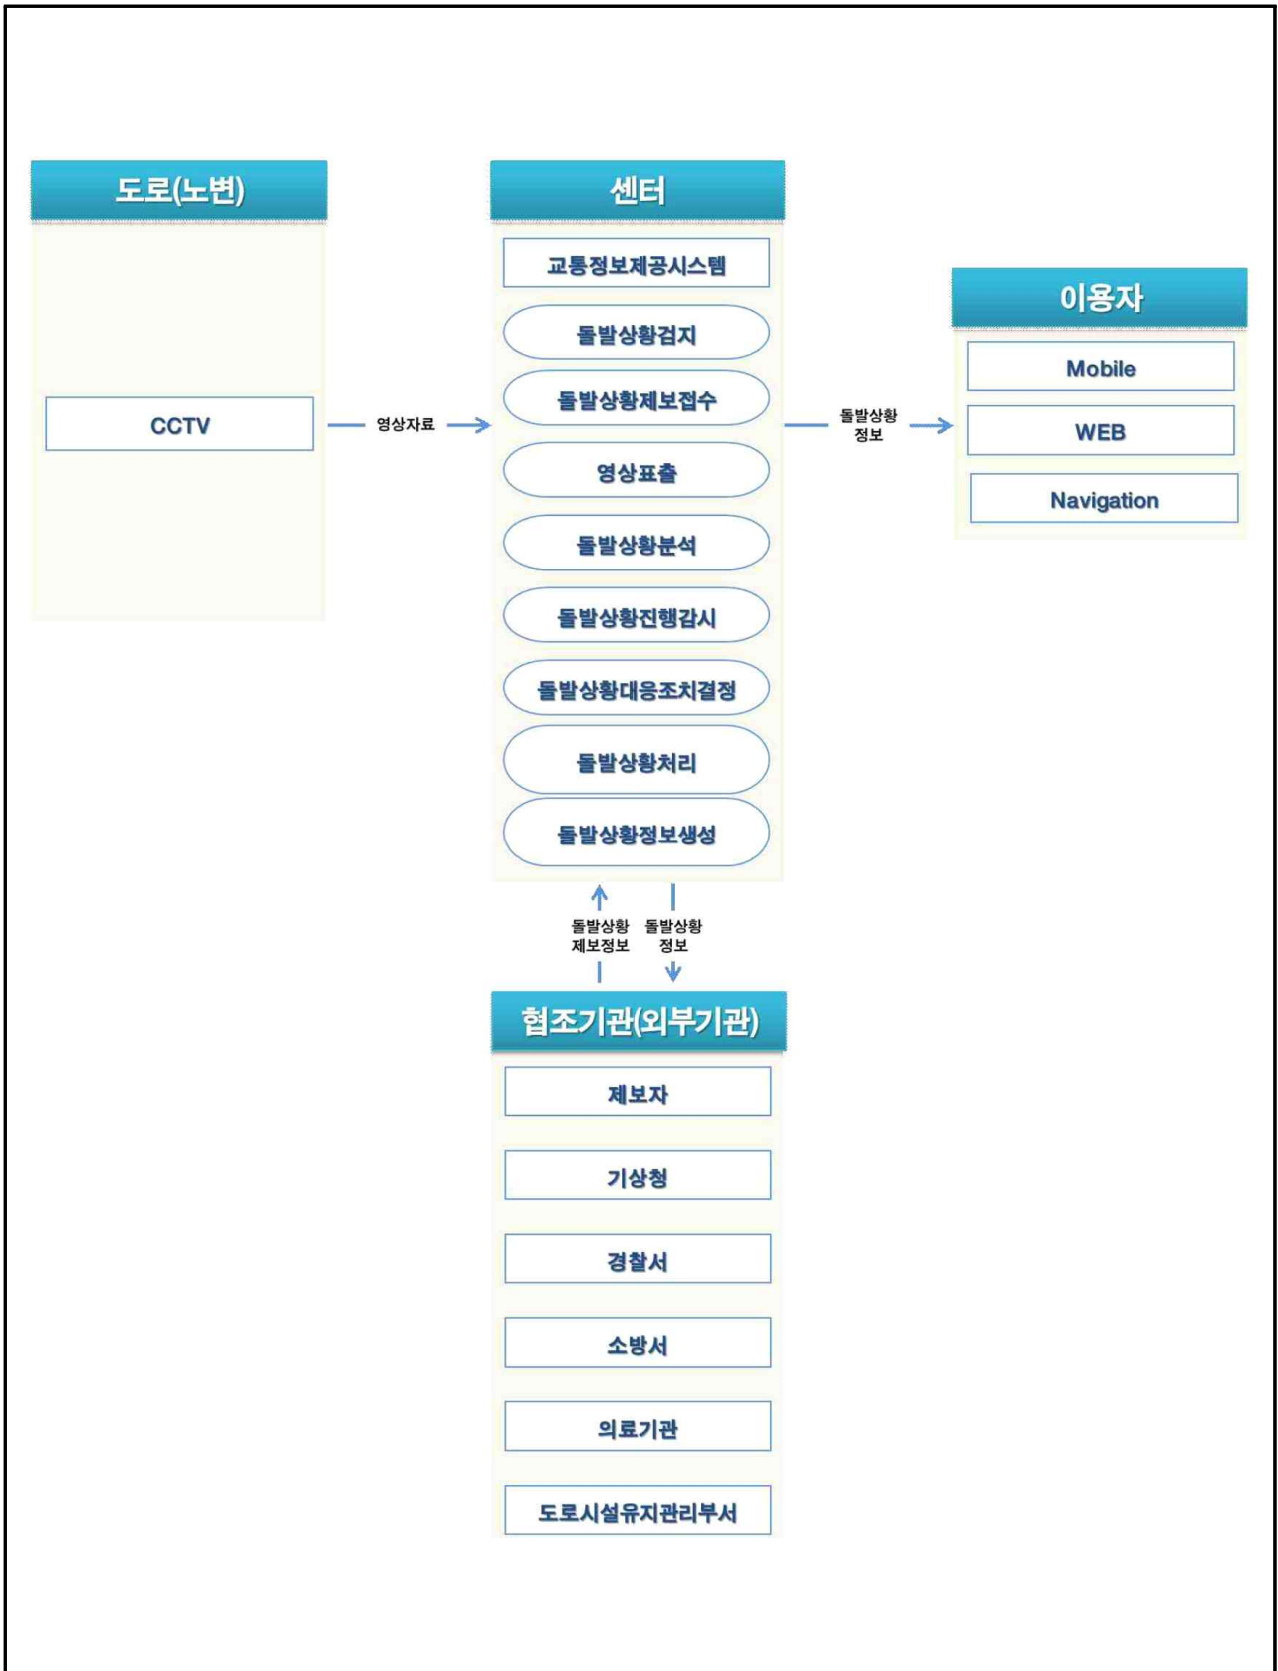 도로(노변)
CCTV
영상자료
센터
교통정보제공시스템
돌발상황검지
돌발상황제보접수
영상표출
돌발상황분석
돌발상황진행감시
돌발상황대응조치결정
돌발상황처리
돌발상황정보생성
돌발상황
정보
이용자
Mobile
WEB
Navigation
돌발상황
제보정보
돌발상황
정보
협조기관(외부기관)
제보자
기상청
경찰서
소방서
의료기관
도로시설유지관리부서